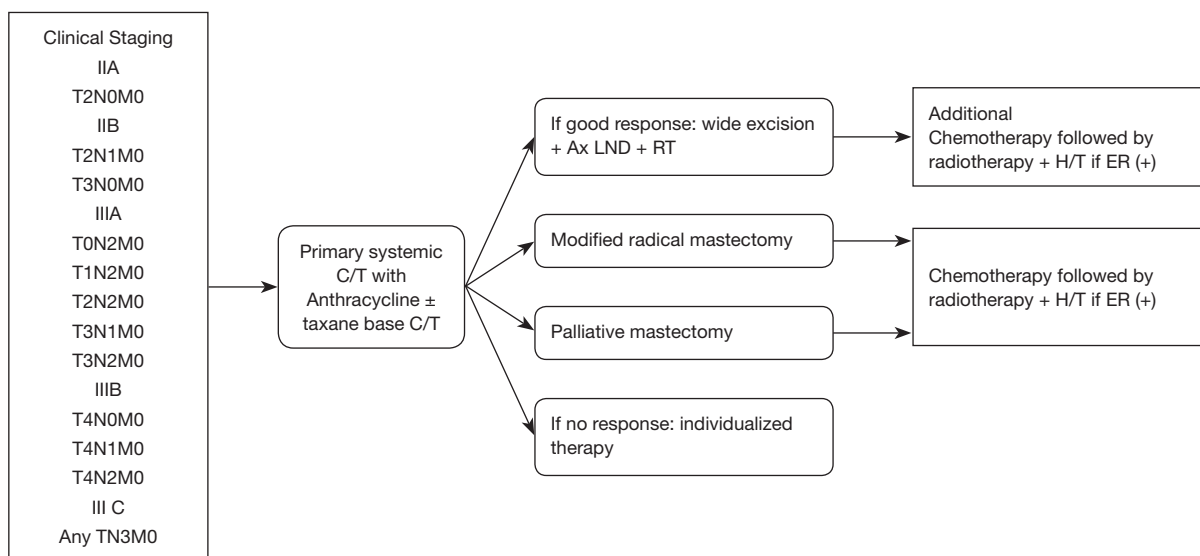 Clinical Staging
IIA
T2N0M0
IIB
T2N1M0
T3N0M0
IIIA
T0N2M0
T1N2M0
T2N2M0
T3N1M0
T3N2M0
IIIB
T4N0M0
T4N1M0
T4N2M0
III C
Any TN3M0
Primary systemic
C/T with
Anthracycline ±
taxane base C/T
If good response: wide excision
+ Ax LND + RT
Modified radical mastectomy
Palliative mastectomy
If no response: individualized
therapy
Additional
Chemotherapy followed by
radiotherapy + H/T if ER (+)
Chemotherapy followed by
radiotherapy + H/T if ER (+)